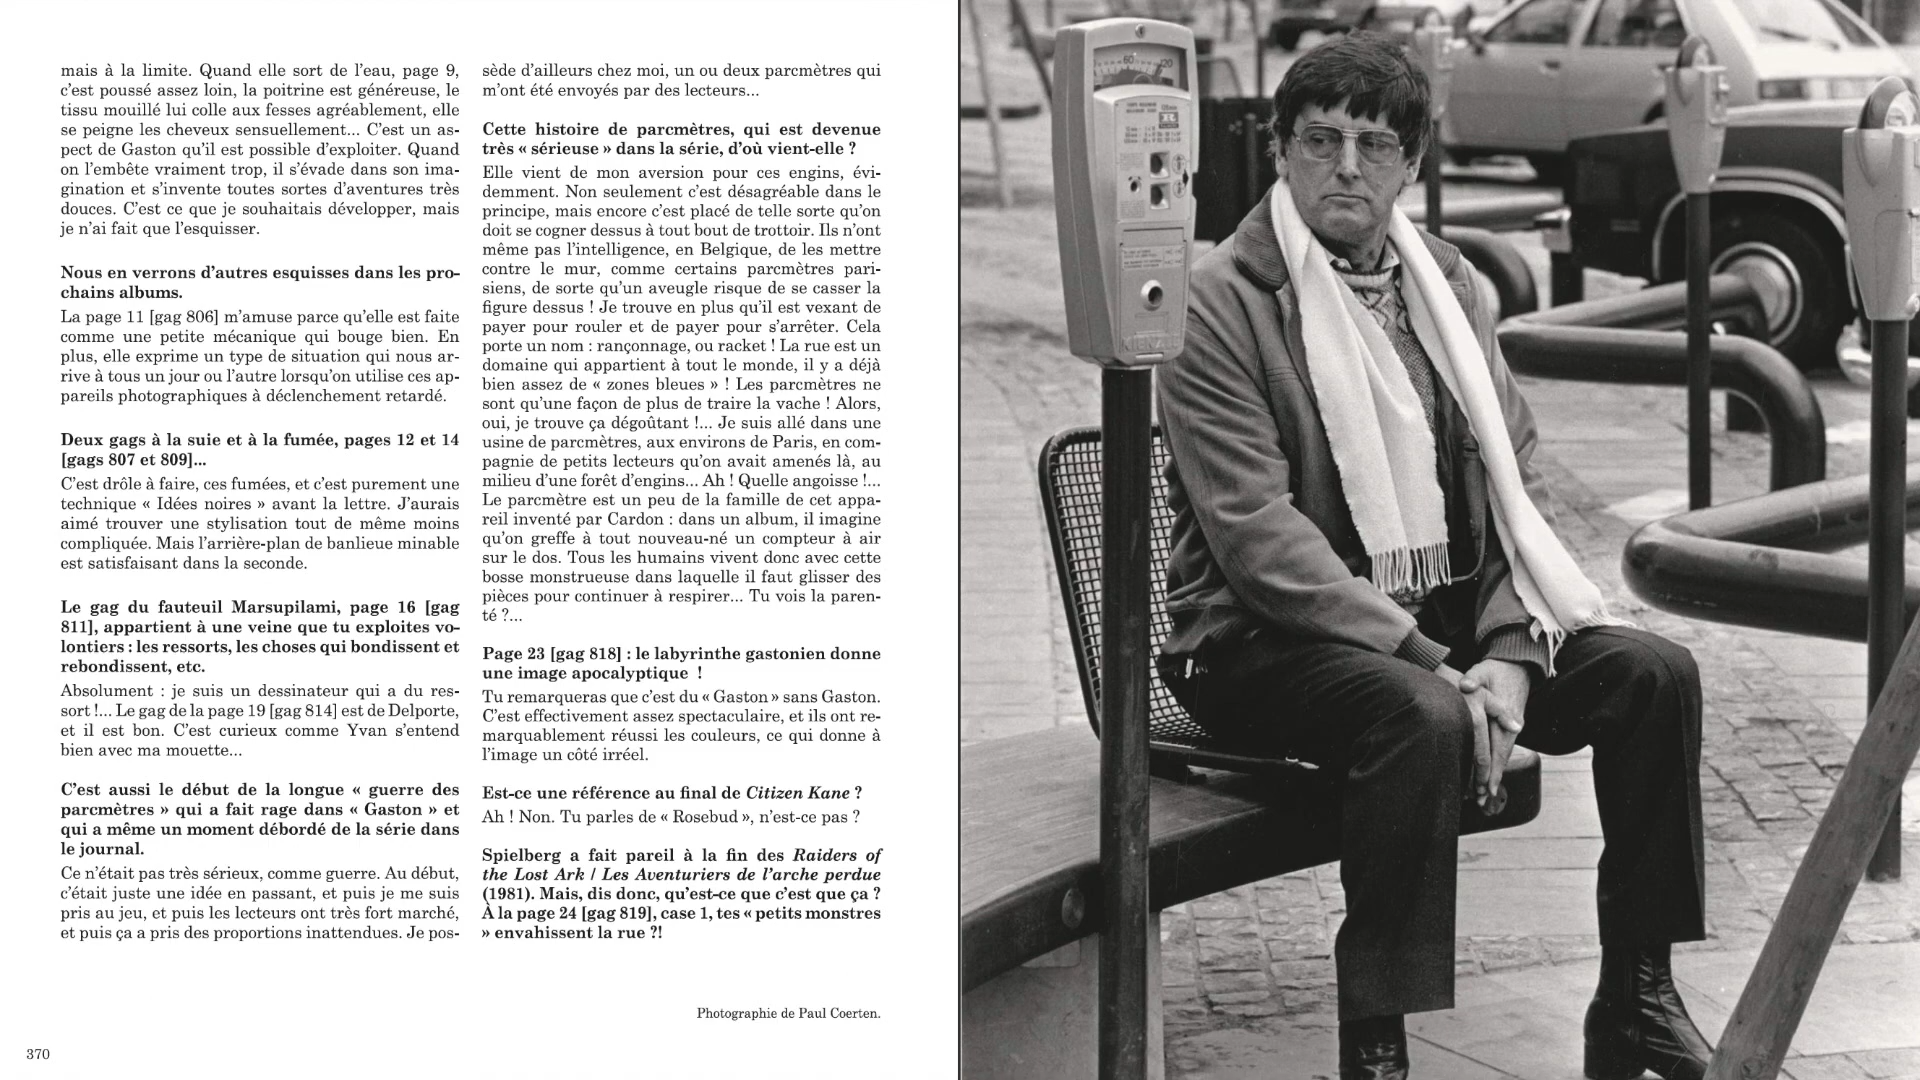 mais à la limite. Quand elle sort de l'eau, page 9,
c'est poussé assez loin, la poitrine est généreuse, le
tissu mouillé lui colle aux fesses agréablement, elle
se peigne les cheveux sensuellement... C'est un as-
pect de Gaston qu'il est possible d'exploiter. Quand
on l'embête vraiment trop, il s'évade dans son ima-
gination et s'invente toutes sortes d'aventures très
douces. C'est ce que je souhaitais développer, mais
je n'ai fait que l'esquisser.
Nous en verrons d'autres esquisses dans les pro-
chains albums.
La page 11 [gag 806] m'amuse parce qu'elle est faite
comme une petite mécanique qui bouge bien. En
plus, elle exprime un type de situation qui nous ar-
rive à tous un jour ou l'autre lorsqu'on utilise ces ap-
pareils photographiques à déclenchement retardé.
Deux gags à la suie et à la fumée, pages 12 et 14
[gags 807 et 809]...
C'est drôle à faire, ces fumées, et c'est purement une
technique « Idées noires » avant la lettre. J'aurais
aimé trouver une stylisation tout de même moins
compliquée. Mais l'arrière-plan de banlieue minable
est satisfaisant dans la seconde.
Le gag du fauteuil Marsupilami, page 16 [gag
811], appartient à une veine que tu exploites vo-
lontiers : les ressorts, les choses qui bondissent et
rebondissent, etc.
Absolument : je suis un dessinateur qui a du res-
sort !... Le gag de la page 19 [gag 814] est de Delporte,
et il est bon. C'est curieux comme Yvan s'entend
bien avec ma mouette...
C'est aussi le début de la longue « guerre des
parcmètres » qui a fait rage dans « Gaston » et
qui a même un moment débordé de la série dans
le journal.
Ce n'était pas très sérieux, comme guerre. Au début,
c'était juste une idée en passant, et puis je me suis
pris au jeu, et puis les lecteurs ont très fort marché,
et puis ça a pris des proportions inattendues. Je pos-
sède d'ailleurs chez moi, un ou deux parcmètres qui
m'ont été envoyés par des lecteurs...
Cette histoire de parcmètres, qui est devenue
très « sérieuse » dans la série, d'où vient-elle ?
Elle vient de mon aversion pour ces engins, évi-
demment. Non seulement c'est désagréable dans le
principe, mais encore c'est placé de telle sorte qu'on
doit se cogner dessus à tout bout de trottoir. Ils n'ont
même pas l'intelligence, en Belgique, de les mettre
contre le mur, comme certains parcmètres pari-
siens, de sorte qu'un aveugle risque de se casser la
figure dessus ! Je trouve en plus qu'il est vexant de
payer pour rouler et de payer pour s'arrêter. Cela
porte un nom : rançonnage, ou racket ! La rue est un
domaine qui appartient à tout le monde, il y a déjà
bien assez de « zones bleues » ! Les parcmètres ne
sont qu'une façon de plus de traire la vache ! Alors,
oui, je trouve ça dégoûtant !... Je suis allé dans une
usine de parcmètres, aux environs de Paris, en com-
pagnie de petits lecteurs qu'on avait amenés là, au
milieu d'une forêt d'engins... Ah ! Quelle angoisse !...
Le parcmètre est un peu de la famille de cet appa-
reil inventé par Cardon : dans un album, il imagine
qu'on greffe à tout nouveau-né un compteur à air
sur le dos. Tous les humains vivent donc avec cette
bosse monstrueuse dans laquelle il faut glisser des
pièces pour continuer à respirer... Tu vois la paren-
té ?...
Page 23 [gag 818] : le labyrinthe gastonien donne
une image apocalyptique !
Tu remarqueras que c'est du « Gaston » sans Gaston.
C'est effectivement assez spectaculaire, et ils ont re-
marquablement réussi les couleurs, ce qui donne à
l'image un côté irréel.
Est-ce une référence au final de Citizen Kane ?
Ah ! Non. Tu parles de « Rosebud », n'est-ce pas ?
Spielberg a fait pareil à la fin des Raiders of
the Lost Ark / Les Aventuriers de l'arche perdue
(1981). Mais, dis donc, qu'est-ce que c'est que ça ?
À la page 24 [gag 819], case 1, tes « petits monstres
» envahissent la rue ?!
Photographie de Paul Coerten.
370
60
120